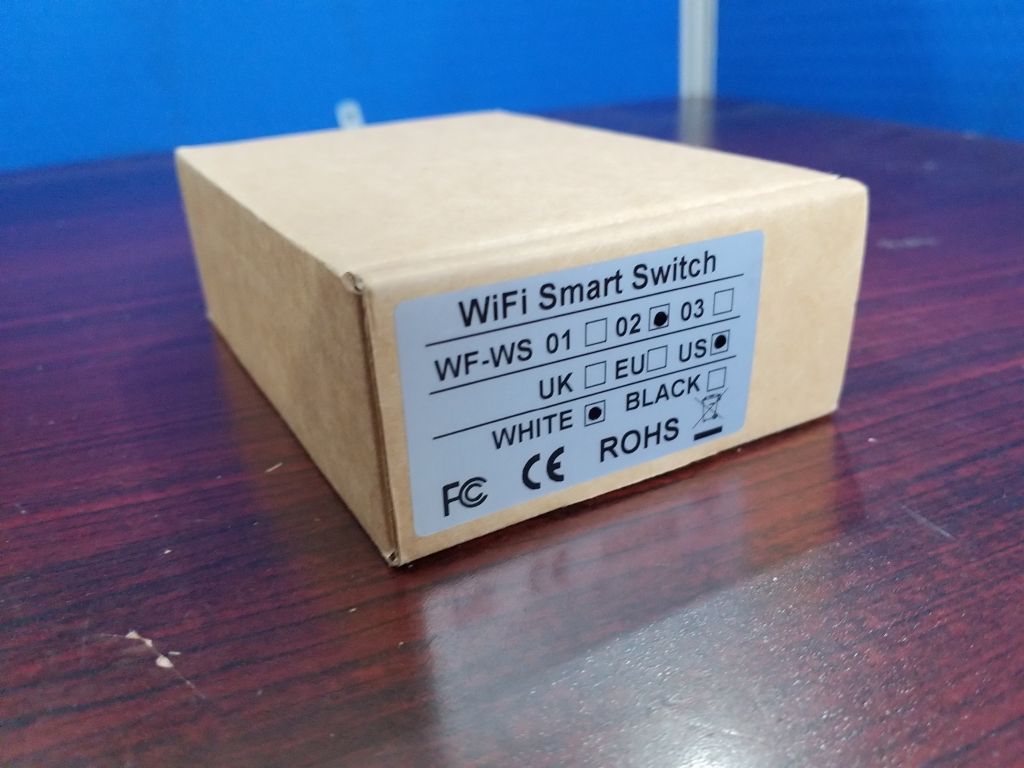 WiFi Smart Switch
WF-WS 01 02 03
UK EU US
WHITE BLACK
FC CE ROHS